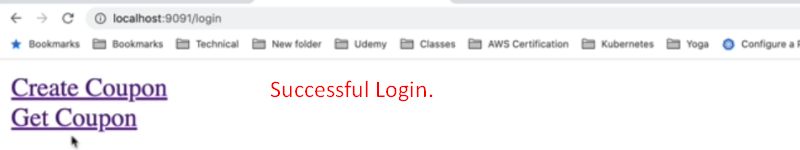 localhost:9091/login
Bookmarks Bookmarks Technical New folder Udemy Classes AWS Certification Kubernetes Yoga Configure a
Create Coupon Successful Login.
Get Coupon